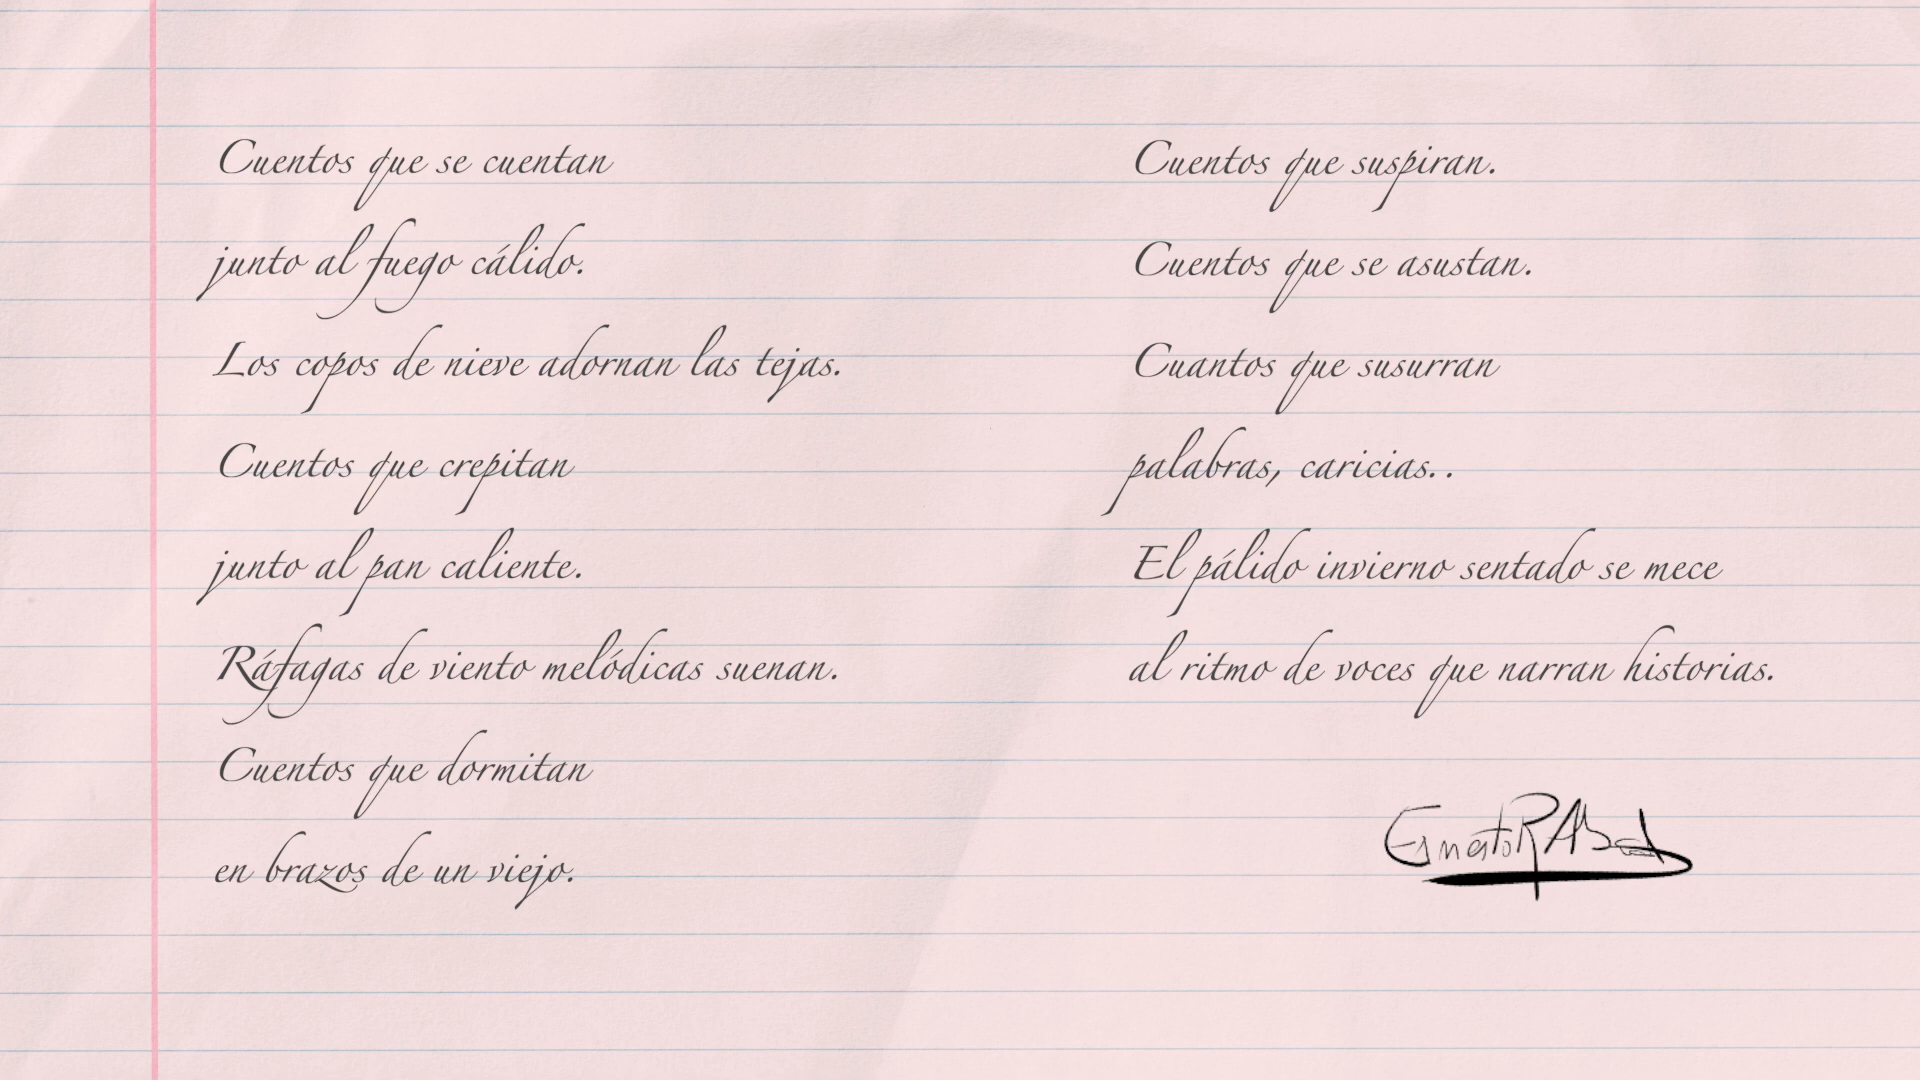 Cuentos que se cuentan
junto al fuego cálido.
Los copos de nieve adornan las tejas.
Cuentos que crepitan
junto al pan caliente.
Ráfagas de viento melódicas suenan.
Cuentos que dormitan
en brazos de un viejo.
Cuentos que suspiran.
Cuentos que se asustan.
Cuantos que susurran
palabras, caricias..
El pálido invierno sentado se mece
al ritmo de voces que narran historias.